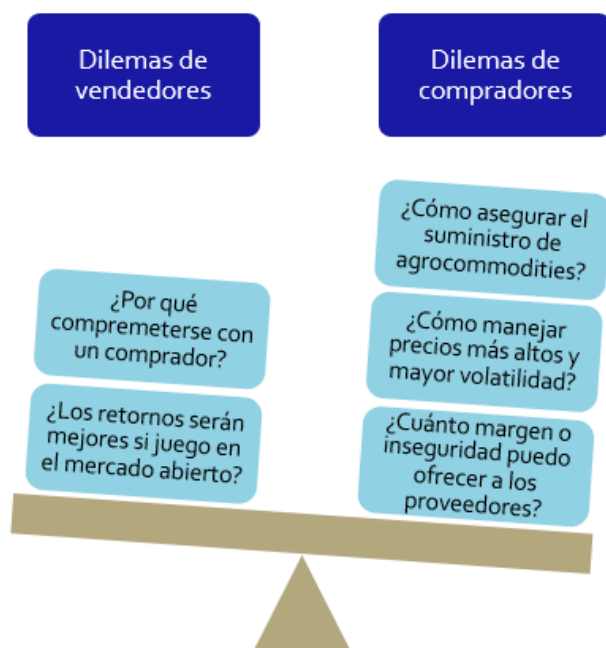 Dilemas de
vendedores
Dilemas de
compradores
¿Por qué
compremeterse con
un comprador?
¿Los retornos serán
mejores si juego en
el mercado abierto?
¿Cómo asegurar el
suministro de
agrocommodities?
¿Cómo manejar
precios más altos y
mayor volatilidad?
¿Cuánto margen o
inseguridad puedo
ofrecer a los
proveedores?